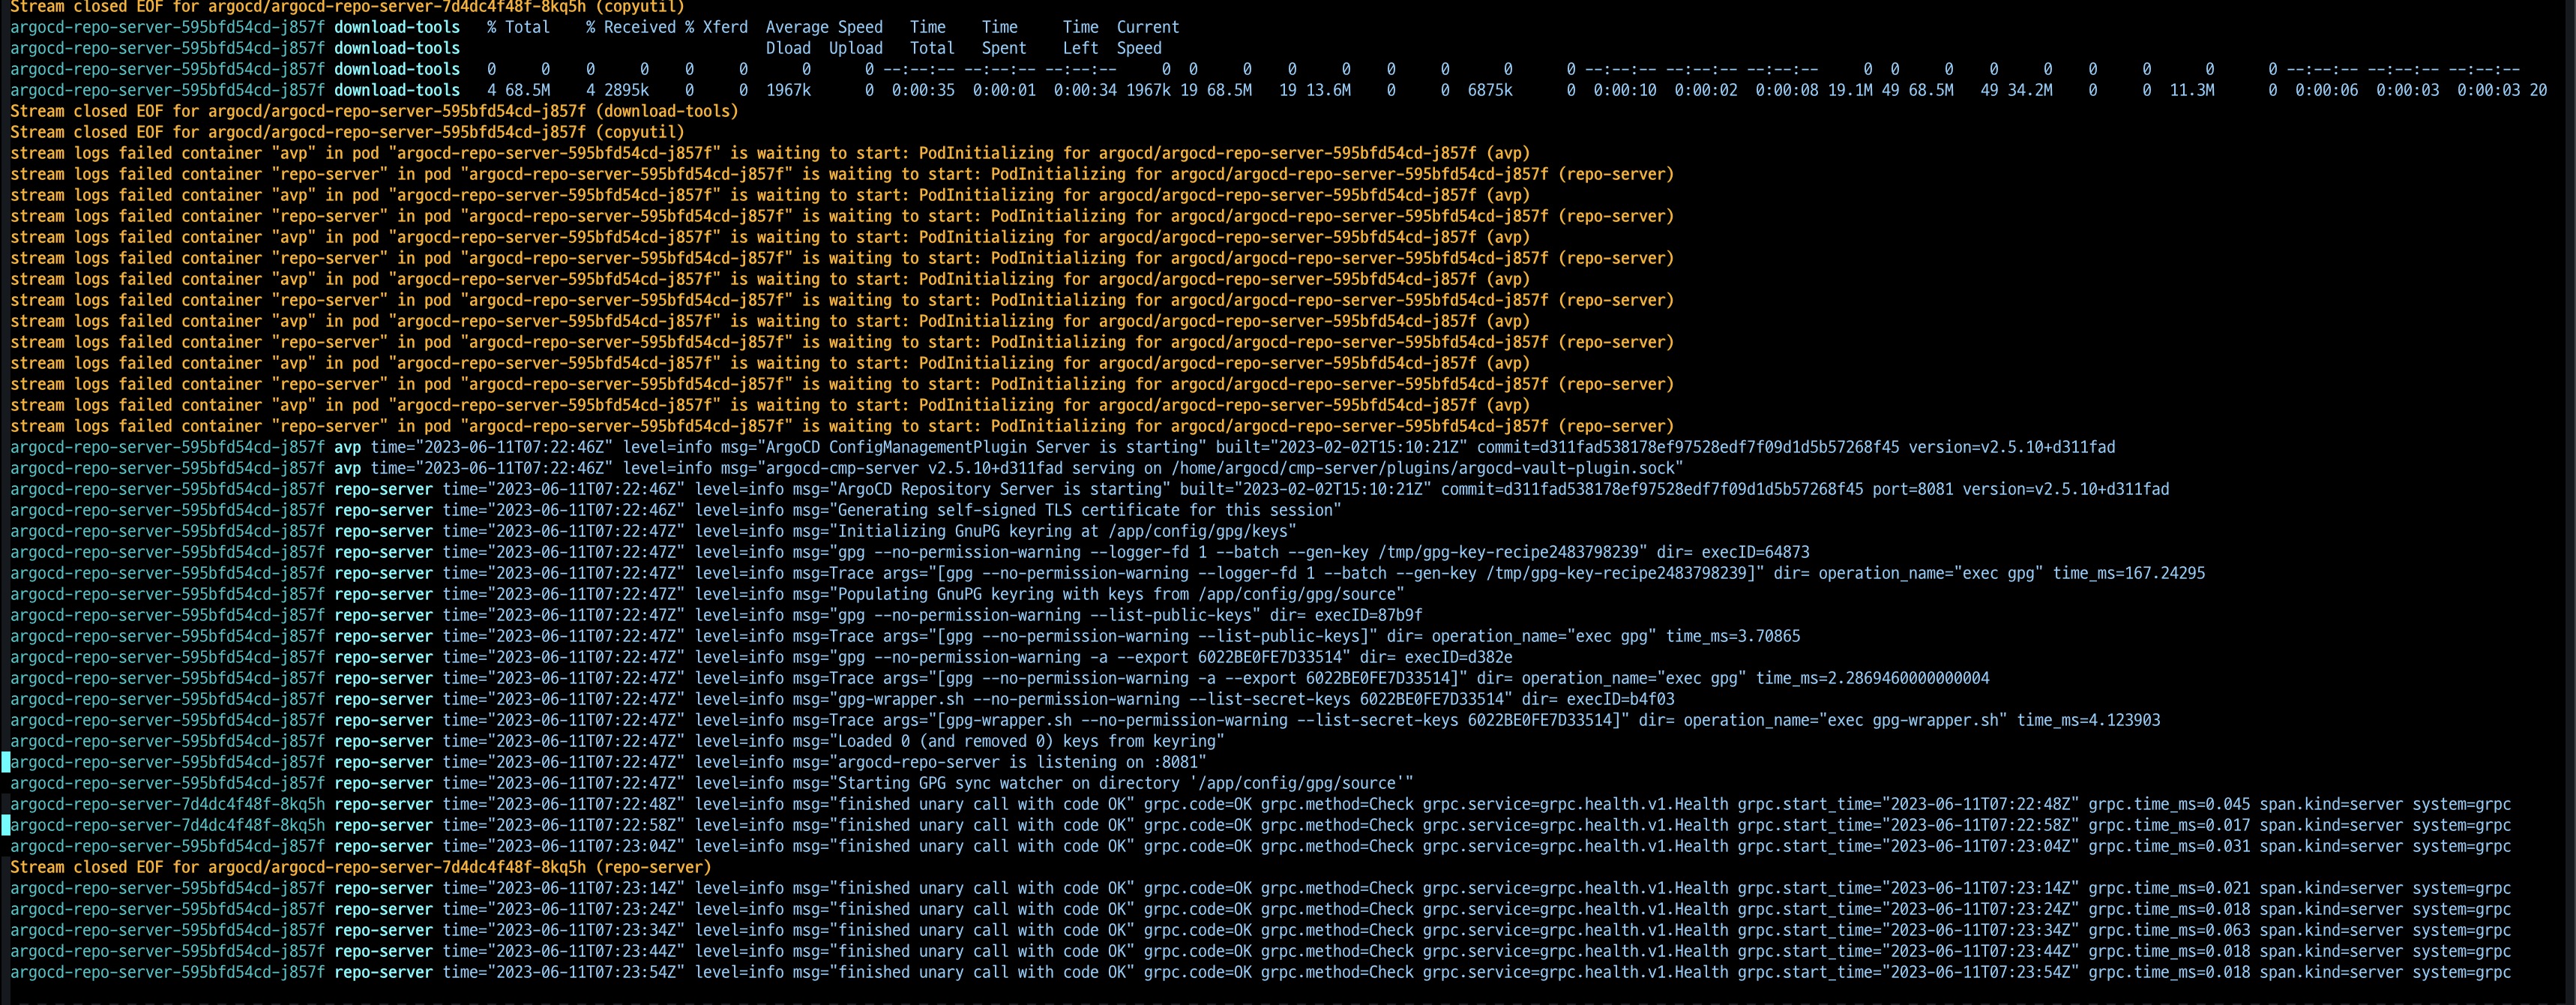 Stream closed EOF for argocd/argocd-repo-server-7d4dc4f48f-8kq5h (copyutil)
argocd-repo-server-595bfd54cd-j857f download-tools   % Total    % Received % Xferd  Average Speed   Time    Time     Time  Current
argocd-repo-server-595bfd54cd-j857f download-tools                                  Dload  Upload   Total   Spent    Left  Speed
argocd-repo-server-595bfd54cd-j857f download-tools   0     0    0     0    0     0      0      0 --:--:-- --:--:-- --:--:--     0  0     0    0     0    0     0      0      0 --:--:-- --:--:-- --:--:--     0  0     0    0     0    0     0      0      0 --:--:-- --:--:-- --:--:--
argocd-repo-server-595bfd54cd-j857f download-tools   4 68.5M    4 2895k    0     0  1967k      0  0:00:35  0:00:01  0:00:34 1967k 19 68.5M   19 13.6M    0     0  6875k      0  0:00:10  0:00:02  0:00:08 19.1M 49 68.5M   49 34.2M    0     0  11.3M      0  0:00:06  0:00:03  0:00:03 20
Stream closed EOF for argocd/argocd-repo-server-595bfd54cd-j857f (download-tools)
Stream closed EOF for argocd/argocd-repo-server-595bfd54cd-j857f (copyutil)
stream logs failed container "avp" in pod "argocd-repo-server-595bfd54cd-j857f" is waiting to start: PodInitializing for argocd/argocd-repo-server-595bfd54cd-j857f (avp)
stream logs failed container "repo-server" in pod "argocd-repo-server-595bfd54cd-j857f" is waiting to start: PodInitializing for argocd/argocd-repo-server-595bfd54cd-j857f (repo-server)
stream logs failed container "avp" in pod "argocd-repo-server-595bfd54cd-j857f" is waiting to start: PodInitializing for argocd/argocd-repo-server-595bfd54cd-j857f (avp)
stream logs failed container "repo-server" in pod "argocd-repo-server-595bfd54cd-j857f" is waiting to start: PodInitializing for argocd/argocd-repo-server-595bfd54cd-j857f (repo-server)
stream logs failed container "avp" in pod "argocd-repo-server-595bfd54cd-j857f" is waiting to start: PodInitializing for argocd/argocd-repo-server-595bfd54cd-j857f (avp)
stream logs failed container "repo-server" in pod "argocd-repo-server-595bfd54cd-j857f" is waiting to start: PodInitializing for argocd/argocd-repo-server-595bfd54cd-j857f (repo-server)
stream logs failed container "avp" in pod "argocd-repo-server-595bfd54cd-j857f" is waiting to start: PodInitializing for argocd/argocd-repo-server-595bfd54cd-j857f (avp)
stream logs failed container "repo-server" in pod "argocd-repo-server-595bfd54cd-j857f" is waiting to start: PodInitializing for argocd/argocd-repo-server-595bfd54cd-j857f (repo-server)
stream logs failed container "avp" in pod "argocd-repo-server-595bfd54cd-j857f" is waiting to start: PodInitializing for argocd/argocd-repo-server-595bfd54cd-j857f (avp)
stream logs failed container "repo-server" in pod "argocd-repo-server-595bfd54cd-j857f" is waiting to start: PodInitializing for argocd/argocd-repo-server-595bfd54cd-j857f (repo-server)
stream logs failed container "avp" in pod "argocd-repo-server-595bfd54cd-j857f" is waiting to start: PodInitializing for argocd/argocd-repo-server-595bfd54cd-j857f (avp)
stream logs failed container "repo-server" in pod "argocd-repo-server-595bfd54cd-j857f" is waiting to start: PodInitializing for argocd/argocd-repo-server-595bfd54cd-j857f (repo-server)
stream logs failed container "avp" in pod "argocd-repo-server-595bfd54cd-j857f" is waiting to start: PodInitializing for argocd/argocd-repo-server-595bfd54cd-j857f (avp)
stream logs failed container "repo-server" in pod "argocd-repo-server-595bfd54cd-j857f" is waiting to start: PodInitializing for argocd/argocd-repo-server-595bfd54cd-j857f (repo-server)
argocd-repo-server-595bfd54cd-j857f avp time="2023-06-11T07:22:46Z" level=info msg="ArgoCD ConfigManagementPlugin Server is starting" built="2023-02-02T15:10:21Z" commit=d311fad538178ef97528edf7f09d1d5b57268f45 version=v2.5.10+d311fad
argocd-repo-server-595bfd54cd-j857f avp time="2023-06-11T07:22:46Z" level=info msg="argocd-cmp-server v2.5.10+d311fad serving on /home/argocd/cmp-server/plugins/argocd-vault-plugin.sock"
argocd-repo-server-595bfd54cd-j857f repo-server time="2023-06-11T07:22:46Z" level=info msg="ArgoCD Repository Server is starting" built="2023-02-02T15:10:21Z" commit=d311fad538178ef97528edf7f09d1d5b57268f45 port=8081 version=v2.5.10+d311fad
argocd-repo-server-595bfd54cd-j857f repo-server time="2023-06-11T07:22:46Z" level=info msg="Generating self-signed TLS certificate for this session"
argocd-repo-server-595bfd54cd-j857f repo-server time="2023-06-11T07:22:47Z" level=info msg="Initializing GnuPG keyring at /app/config/gpg/keys"
argocd-repo-server-595bfd54cd-j857f repo-server time="2023-06-11T07:22:47Z" level=info msg="gpg --no-permission-warning --logger-fd 1 --batch --gen-key /tmp/gpg-key-recipe2483798239" dir= execID=64873
argocd-repo-server-595bfd54cd-j857f repo-server time="2023-06-11T07:22:47Z" level=info msg=Trace args="[gpg --no-permission-warning --logger-fd 1 --batch --gen-key /tmp/gpg-key-recipe2483798239]" dir= operation_name="exec gpg" time_ms=167.24295
argocd-repo-server-595bfd54cd-j857f repo-server time="2023-06-11T07:22:47Z" level=info msg="Populating GnuPG keyring with keys from /app/config/gpg/source"
argocd-repo-server-595bfd54cd-j857f repo-server time="2023-06-11T07:22:47Z" level=info msg="gpg --no-permission-warning --list-public-keys" dir= execID=87b9f
argocd-repo-server-595bfd54cd-j857f repo-server time="2023-06-11T07:22:47Z" level=info msg=Trace args="[gpg --no-permission-warning --list-public-keys]" dir= operation_name="exec gpg" time_ms=3.70865
argocd-repo-server-595bfd54cd-j857f repo-server time="2023-06-11T07:22:47Z" level=info msg="gpg --no-permission-warning -a --export 6022BE0FE7D33514" dir= execID=d382e
argocd-repo-server-595bfd54cd-j857f repo-server time="2023-06-11T07:22:47Z" level=info msg=Trace args="[gpg --no-permission-warning -a --export 6022BE0FE7D33514]" dir= operation_name="exec gpg" time_ms=2.2869460000000004
argocd-repo-server-595bfd54cd-j857f repo-server time="2023-06-11T07:22:47Z" level=info msg="gpg-wrapper.sh --no-permission-warning --list-secret-keys 6022BE0FE7D33514" dir= execID=b4f03
argocd-repo-server-595bfd54cd-j857f repo-server time="2023-06-11T07:22:47Z" level=info msg=Trace args="[gpg-wrapper.sh --no-permission-warning --list-secret-keys 6022BE0FE7D33514]" dir= operation_name="exec gpg-wrapper.sh" time_ms=4.123903
argocd-repo-server-595bfd54cd-j857f repo-server time="2023-06-11T07:22:47Z" level=info msg="Loaded 0 (and removed 0) keys from keyring"
argocd-repo-server-595bfd54cd-j857f repo-server time="2023-06-11T07:22:47Z" level=info msg="argocd-repo-server is listening on :8081"
argocd-repo-server-595bfd54cd-j857f repo-server time="2023-06-11T07:22:47Z" level=info msg="Starting GPG sync watcher on directory '/app/config/gpg/source'"
argocd-repo-server-7d4dc4f48f-8kq5h repo-server time="2023-06-11T07:22:48Z" level=info msg="finished unary call with code OK" grpc.code=OK grpc.method=Check grpc.service=grpc.health.v1.Health grpc.start_time="2023-06-11T07:22:48Z" grpc.time_ms=0.045 span.kind=server system=grpc
argocd-repo-server-7d4dc4f48f-8kq5h repo-server time="2023-06-11T07:22:58Z" level=info msg="finished unary call with code OK" grpc.code=OK grpc.method=Check grpc.service=grpc.health.v1.Health grpc.start_time="2023-06-11T07:22:58Z" grpc.time_ms=0.017 span.kind=server system=grpc
argocd-repo-server-595bfd54cd-j857f repo-server time="2023-06-11T07:23:04Z" level=info msg="finished unary call with code OK" grpc.code=OK grpc.method=Check grpc.service=grpc.health.v1.Health grpc.start_time="2023-06-11T07:23:04Z" grpc.time_ms=0.031 span.kind=server system=grpc
Stream closed EOF for argocd/argocd-repo-server-7d4dc4f48f-8kq5h (repo-server)
argocd-repo-server-595bfd54cd-j857f repo-server time="2023-06-11T07:23:14Z" level=info msg="finished unary call with code OK" grpc.code=OK grpc.method=Check grpc.service=grpc.health.v1.Health grpc.start_time="2023-06-11T07:23:14Z" grpc.time_ms=0.021 span.kind=server system=grpc
argocd-repo-server-595bfd54cd-j857f repo-server time="2023-06-11T07:23:24Z" level=info msg="finished unary call with code OK" grpc.code=OK grpc.method=Check grpc.service=grpc.health.v1.Health grpc.start_time="2023-06-11T07:23:24Z" grpc.time_ms=0.018 span.kind=server system=grpc
argocd-repo-server-595bfd54cd-j857f repo-server time="2023-06-11T07:23:34Z" level=info msg="finished unary call with code OK" grpc.code=OK grpc.method=Check grpc.service=grpc.health.v1.Health grpc.start_time="2023-06-11T07:23:34Z" grpc.time_ms=0.063 span.kind=server system=grpc
argocd-repo-server-595bfd54cd-j857f repo-server time="2023-06-11T07:23:44Z" level=info msg="finished unary call with code OK" grpc.code=OK grpc.method=Check grpc.service=grpc.health.v1.Health grpc.start_time="2023-06-11T07:23:44Z" grpc.time_ms=0.018 span.kind=server system=grpc
argocd-repo-server-595bfd54cd-j857f repo-server time="2023-06-11T07:23:54Z" level=info msg="finished unary call with code OK" grpc.code=OK grpc.method=Check grpc.service=grpc.health.v1.Health grpc.start_time="2023-06-11T07:23:54Z" grpc.time_ms=0.018 span.kind=server system=grpc